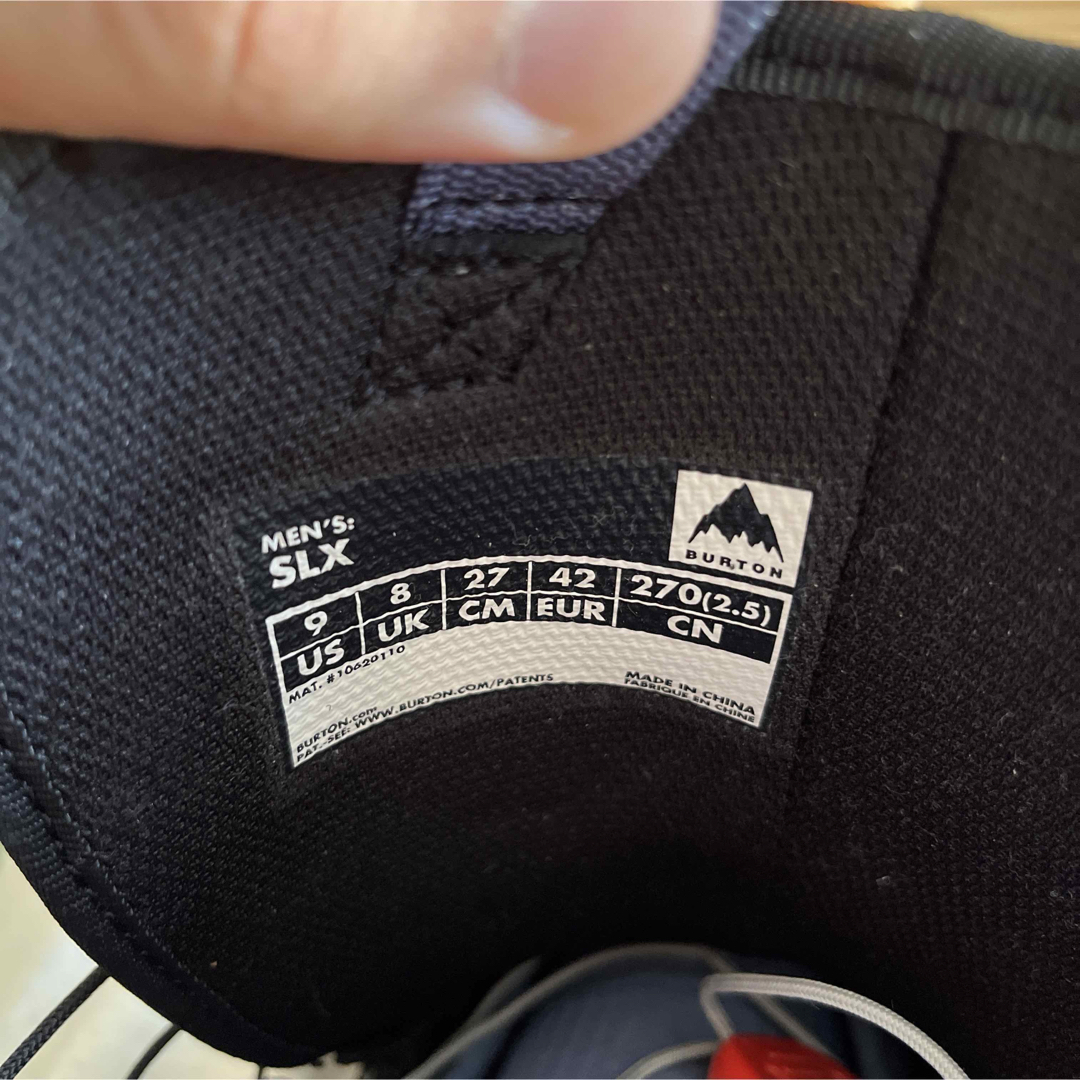 MEN'S:
SLX
BURTON
9 8 27 42 270(2.5)
US UK CM EUR CN
MAT. #10620110
BURTON.com
PAT.-SEE: WWW.BURTON.COM/PATENTS
MADE IN CHINA
FABRIQUE EN CHINE